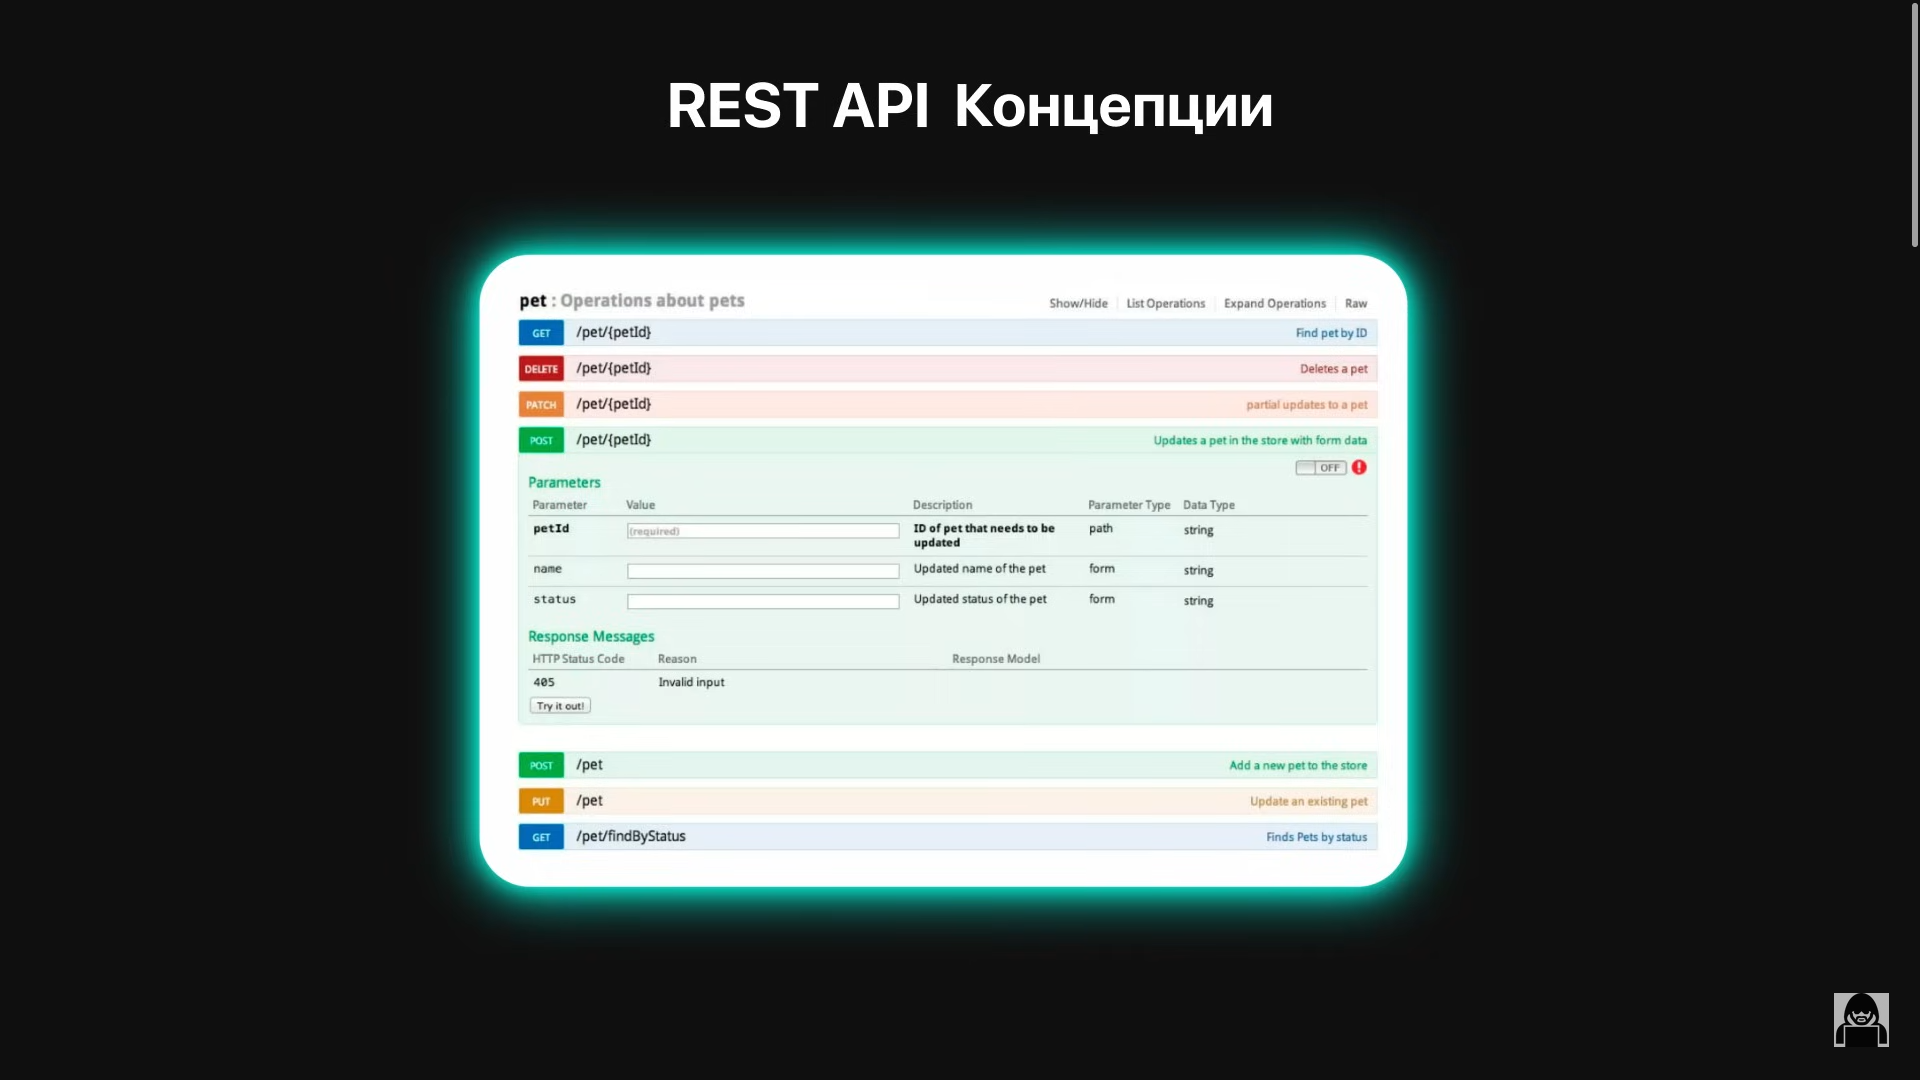 REST API Концепции
pet : Operations about pets
Show/Hide List Operations Expand Operations Raw
GET /pet/{petId} Find pet by ID
DELETE /pet/{petId} Deletes a pet
PATCH /pet/{petId} partial updates to a pet
POST /pet/{petId} Updates a pet in the store with form data
OFF
Parameters
Parameter Value Description Parameter Type Data Type
petId (required) ID of pet that needs to be path string
updated
name Updated name of the pet form string
status Updated status of the pet form string
Response Messages
HTTP Status Code Reason Response Model
405 Invalid input
Try it out!
POST /pet Add a new pet to the store
PUT /pet Update an existing pet
GET /pet/findByStatus Finds Pets by status